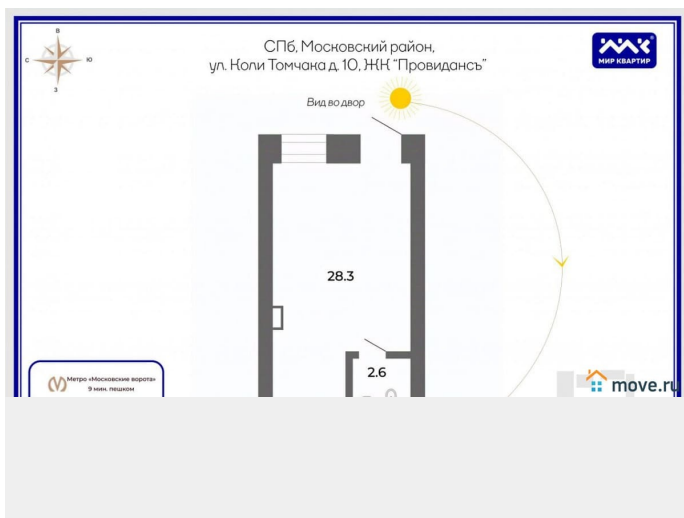 В
С
Ю
З
СПб, Московский район,
ул. Коли Томчака д. 10, ЖК "Провидансъ"
МИР КВАРТИР
Вид во двор
28.3
2.6
Метро «Московские ворота»
9 мин. пешком
move.ru